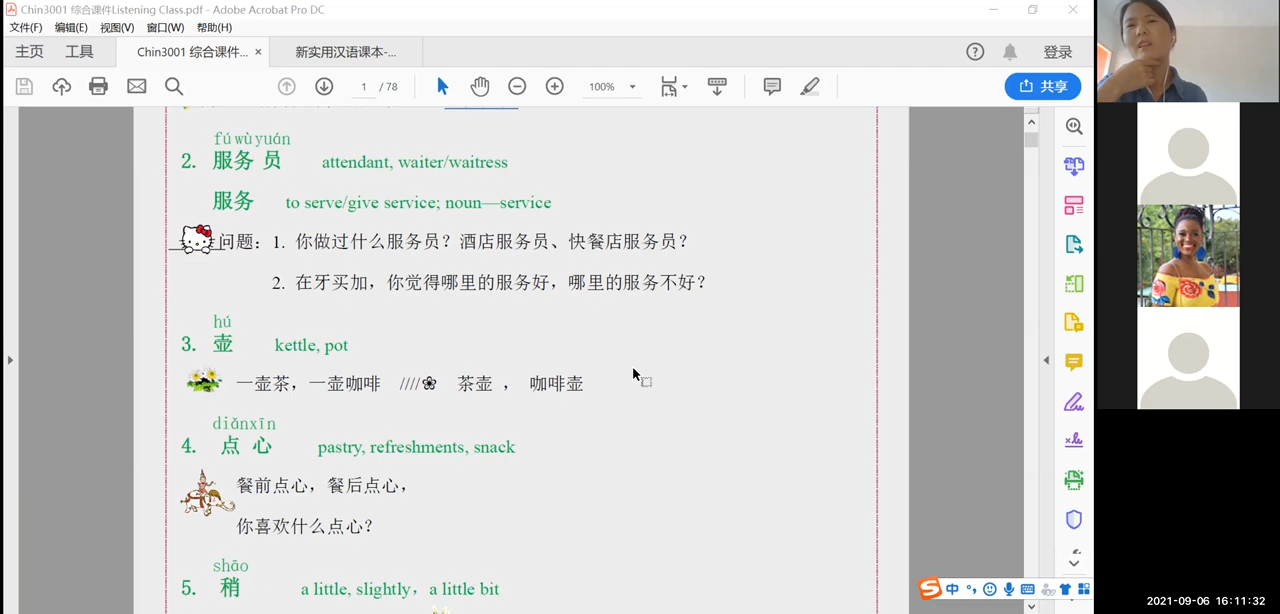 Chin3001 综合课件Listening Class.pdf - Adobe Acrobat Pro DC
文件(F) 编辑(E) 视图(V) 窗口(W) 帮助(H)
主页 工具 Chin3001 综合课件... × 新实用汉语课本-... 登录
1 / 78 100% 共享
fú wù yuán
2. 服务 员 attendant, waiter/waitress
服务 to serve/give service; noun—service
问题：1. 你做过什么服务员？酒店服务员、快餐店服务员？
2. 在牙买加，你觉得哪里的服务好，哪里的服务不好？
hú
3. 壶 kettle, pot
一壶茶，一壶咖啡 ////❀ 茶壶 ， 咖啡壶
diǎnxīn
4. 点 心 pastry, refreshments, snack
餐前点心，餐后点心，
你喜欢什么点心？
shāo
5. 稍 a little, slightly，a little bit
中
2021-09-06 16:11:32